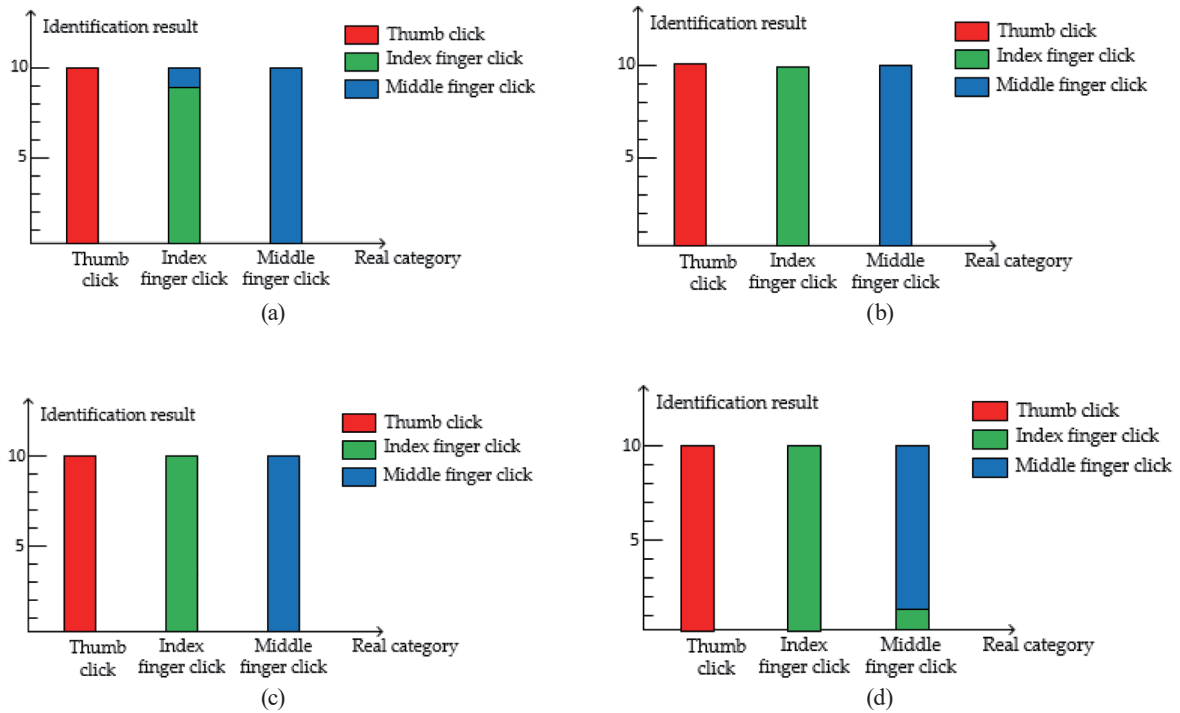 Identification result
Thumb click
Index finger click
Middle finger click
10
5
Thumb
click
Index
finger click
Middle
finger click
Real category
(a)
Identification result
Thumb click
Index finger click
Middle finger click
10
5
Thumb
click
Index
finger click
Middle
finger click
Real category
(b)
Identification result
Thumb click
Index finger click
Middle finger click
10
5
Thumb
click
Index
finger click
Middle
finger click
Real category
(c)
Identification result
Thumb click
Index finger click
Middle finger click
10
5
Thumb
click
Index
finger click
Middle
finger click
Real category
(d)